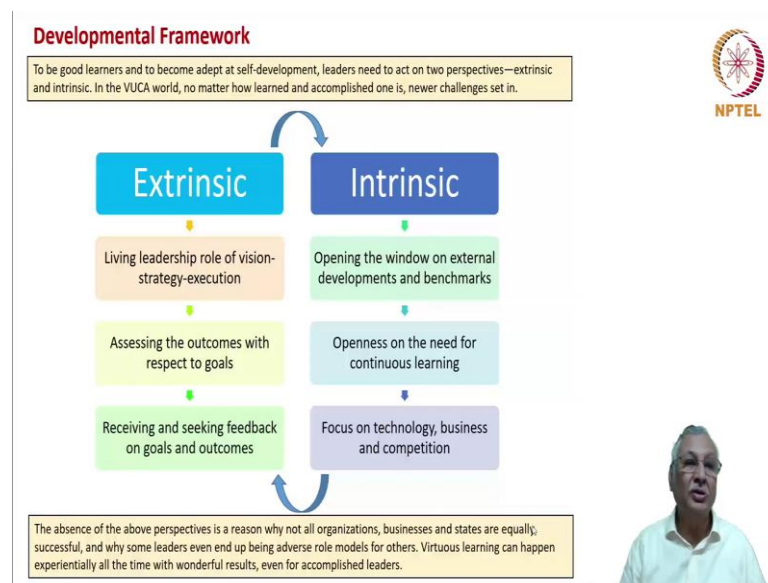 Developmental Framework
To be good learners and to become adept at self-development, leaders need to act on two perspectives—extrinsic
and intrinsic. In the VUCA world, no matter how learned and accomplished one is, newer challenges set in.
NPTEL
Extrinsic
Living leadership role of vision-
strategy-execution
Assessing the outcomes with
respect to goals
Receiving and seeking feedback
on goals and outcomes
Intrinsic
Opening the window on external
developments and benchmarks
Openness on the need for
continuous learning
Focus on technology, business
and competition
The absence of the above perspectives is a reason why not all organizations, businesses and states are equally
successful, and why some leaders even end up being adverse role models for others. Virtuous learning can happen
experientially all the time with wonderful results, even for accomplished leaders.